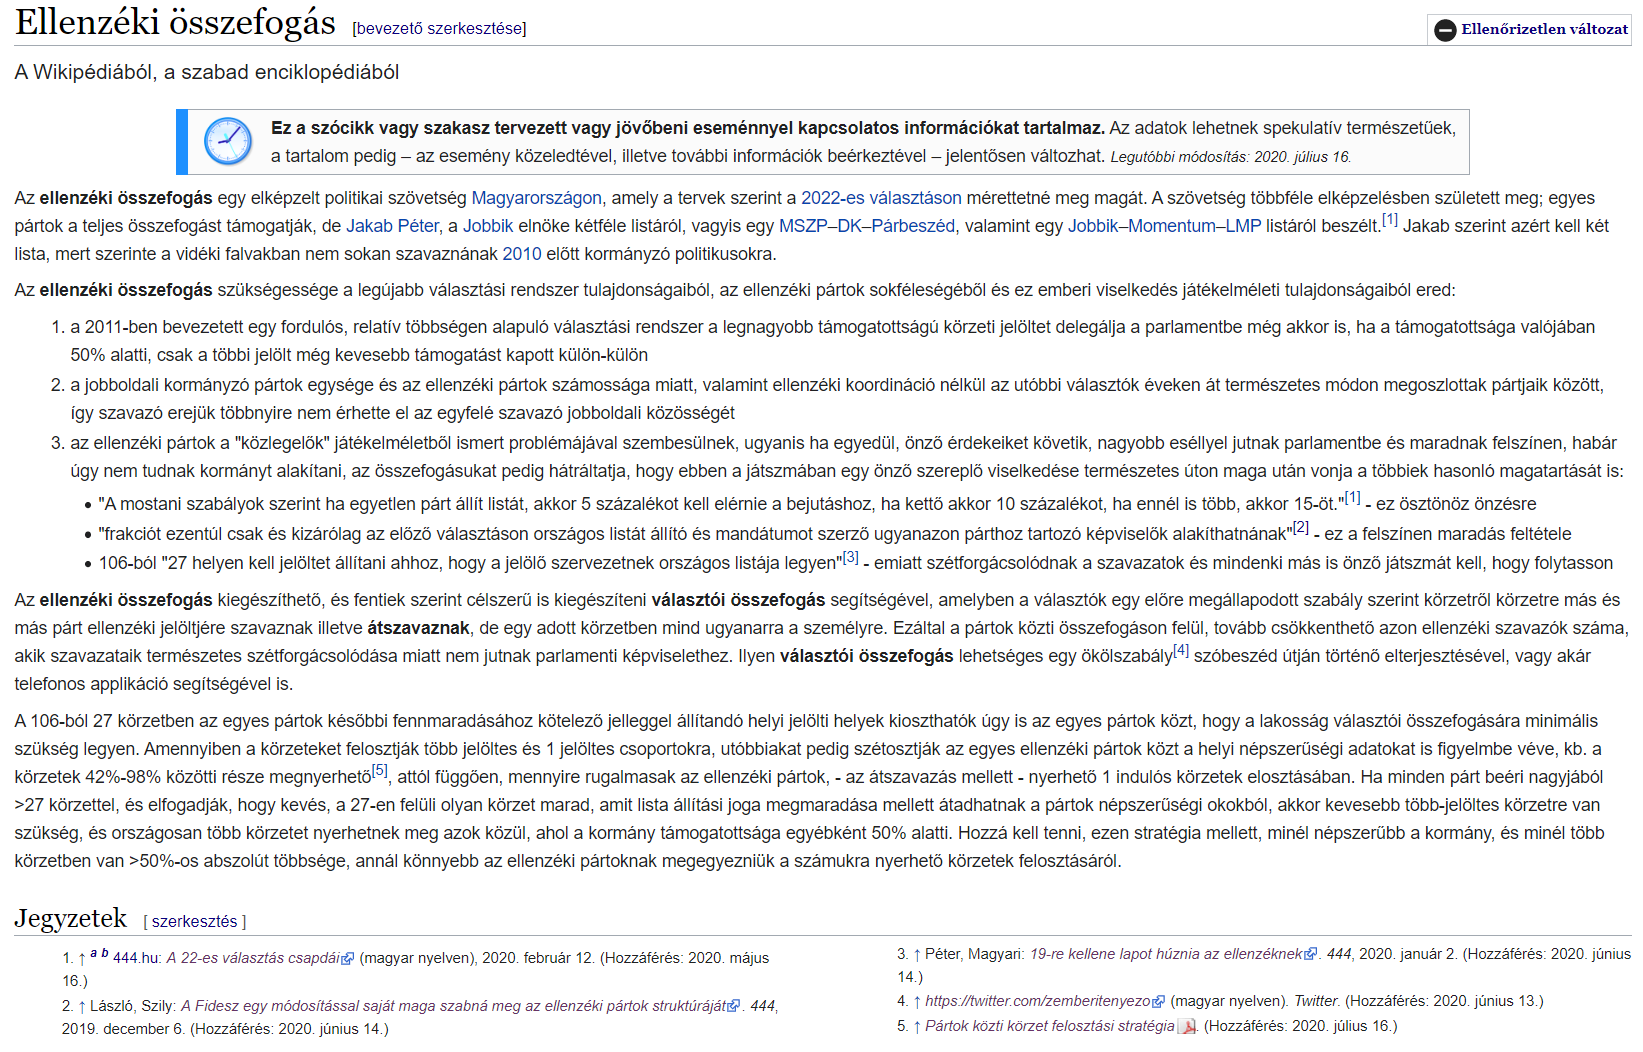 Ellenzéki összefogás [bevezető szerkesztése]
Ellenőrizetlen változat
A Wikipédiából, a szabad enciklopédiából
Ez a szócikk vagy szakasz tervezett vagy jövőbeni eseménnyel kapcsolatos információkat tartalmaz. Az adatok lehetnek spekulatív természetűek,
a tartalom pedig – az esemény közeledtével, illetve további információk beérkeztével – jelentősen változhat. Legutóbbi módosítás: 2020. július 16.
Az ellenzéki összefogás egy elképzelt politikai szövetség Magyarországon, amely a tervek szerint a 2022-es választáson mérettetné meg magát. A szövetség többféle elképzelésben született meg; egyes
pártok a teljes összefogást támogatják, de Jakab Péter, a Jobbik elnöke kétféle listáról, vagyis egy MSZP–DK–Párbeszéd, valamint egy Jobbik–Momentum–LMP listáról beszélt.[1] Jakab szerint azért kell két
lista, mert szerinte a vidéki falvakban nem sokan szavaznának 2010 előtt kormányzó politikusokra.
Az ellenzéki összefogás szükségessége a legújabb választási rendszer tulajdonságaiból, az ellenzéki pártok sokféleségéből és ez emberi viselkedés játékelméleti tulajdonságaiból ered:
1. a 2011-ben bevezetett egy fordulós, relatív többségen alapuló választási rendszer a legnagyobb támogatottságú körzeti jelöltet delegálja a parlamentbe még akkor is, ha a támogatottsága valójában
50% alatti, csak a többi jelölt még kevesebb támogatást kapott külön-külön
2. a jobboldali kormányzó pártok egysége és az ellenzéki pártok számossága miatt, valamint ellenzéki koordináció nélkül az utóbbi választók éveken át természetes módon megoszlottak pártjaik között,
így szavazó erejük többnyire nem érhette el az egyfelé szavazó jobboldali közösségét
3. az ellenzéki pártok a "közlegelők" játékelméletből ismert problémájával szembesülnek, ugyanis ha egyedül, önző érdekeiket követik, nagyobb eséllyel jutnak parlamentbe és maradnak felszínen, habár
úgy nem tudnak kormányt alakítani, az összefogásukat pedig hátráltatja, hogy ebben a játszmában egy önző szereplő viselkedése természetes úton maga után vonja a többiek hasonló magatartását is:
• "A mostani szabályok szerint ha egyetlen párt állít listát, akkor 5 százalékot kell elérnie a bejutáshoz, ha kettő akkor 10 százalékot, ha ennél is több, akkor 15-öt."[1] - ez ösztönöz önzésre
• "frakciót ezentúl csak és kizárólag az előző választáson országos listát állító és mandátumot szerző ugyanazon párthoz tartozó képviselők alakíthatnának"[2] - ez a felszínen maradás feltétele
• 106-ból "27 helyen kell jelöltet állítani ahhoz, hogy a jelölő szervezetnek országos listája legyen"[3] - emiatt szétforgácsolódnak a szavazatok és mindenki más is önző játszmát kell, hogy folytasson
Az ellenzéki összefogás kiegészíthető, és fentiek szerint célszerű is kiegészíteni választói összefogás segítségével, amelyben a választók egy előre megállapodott szabály szerint körzetről körzetre más és
más párt ellenzéki jelöltjére szavaznak illetve átszavaznak, de egy adott körzetben mind ugyanarra a személyre. Ezáltal a pártok közti összefogáson felül, tovább csökkenthető azon ellenzéki szavazók száma,
akik szavazataik természetes szétforgácsolódása miatt nem jutnak parlamenti képviselethez. Ilyen választói összefogás lehetséges egy ökölszabály[4] szóbeszéd útján történő elterjesztésével, vagy akár
telefonos applikáció segítségével is.
A 106-ból 27 körzetben az egyes pártok későbbi fennmaradásához kötelező jelleggel állítandó helyi jelölti helyek kioszthatók úgy is az egyes pártok közt, hogy a lakosság választói összefogására minimális
szükség legyen. Amennyiben a körzeteket felosztják több jelöltes és 1 jelöltes csoportokra, utóbbiakat pedig szétosztják az egyes ellenzéki pártok közt a helyi népszerűségi adatokat is figyelmbe véve, kb. a
körzetek 42%-98% közötti része megnyerhető[5], attól függően, mennyire rugalmasak az ellenzéki pártok, - az átszavazás mellett - nyerhető 1 indulós körzetek elosztásában. Ha minden párt beéri nagyjából
>27 körzettel, és elfogadják, hogy kevés, a 27-en felüli olyan körzet marad, amit lista állítási joga megmaradása mellett átadhatnak a pártok népszerűségi okokból, akkor kevesebb több-jelöltes körzetre van
szükség, és országosan több körzetet nyerhetnek meg azok közül, ahol a kormány támogatottsága egyébként 50% alatti. Hozzá kell tenni, ezen stratégia mellett, minél népszerűbb a kormány, és minél több
körzetben van >50%-os abszolút többsége, annál könnyebb az ellenzéki pártoknak megegyezniük a számukra nyerhető körzetek felosztásáról.
Jegyzetek [ szerkesztés ]
1. ↑ a b 444.hu: A 22-es választás csapdái (magyar nyelven), 2020. február 12. (Hozzáférés: 2020. május
16.)
2. ↑ László, Szily: A Fidesz egy módosítással saját maga szabná meg az ellenzéki pártok struktúráját. 444,
2019. december 6. (Hozzáférés: 2020. június 14.)
3. ↑ Péter, Magyari: 19-re kellene lapot húznia az ellenzéknek. 444, 2020. január 2. (Hozzáférés: 2020. június
14.)
4. ↑ https://twitter.com/zemberitenyezo (magyar nyelven). Twitter. (Hozzáférés: 2020. június 13.)
5. ↑ Pártok közti körzet felosztási stratégia. (Hozzáférés: 2020. július 16.)